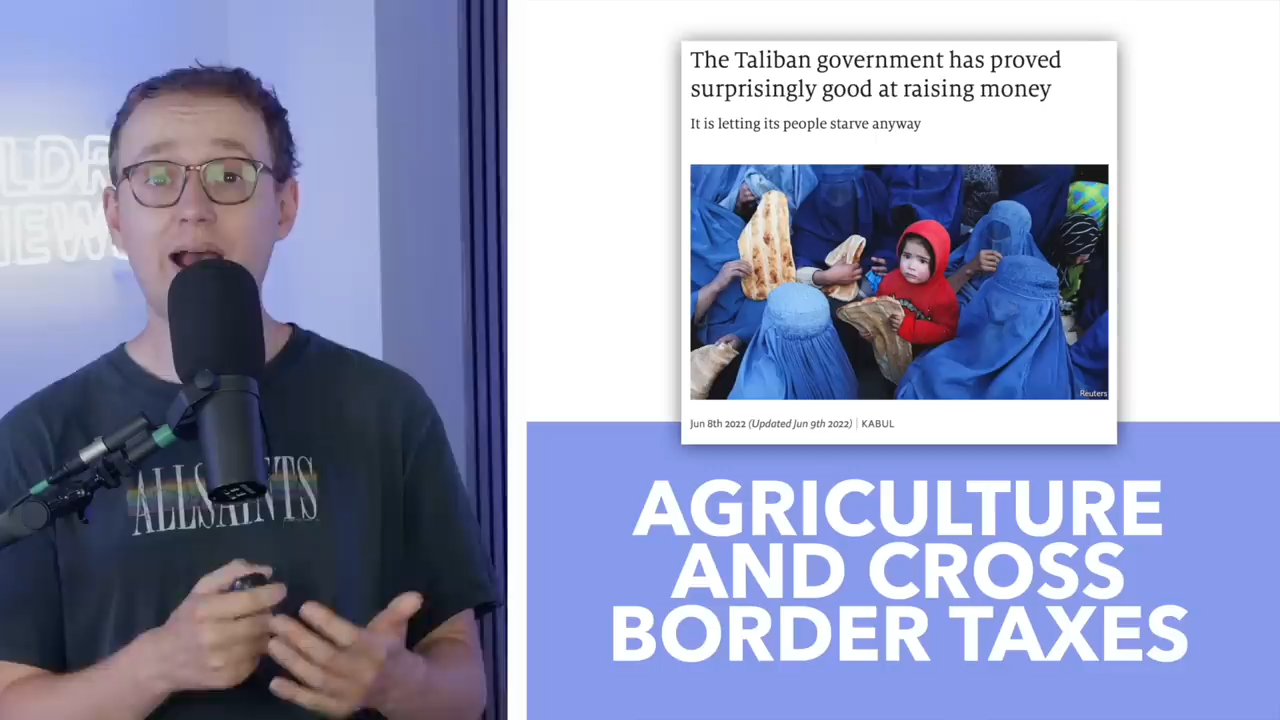 The Taliban government has proved
surprisingly good at raising money
It is letting its people starve anyway
Reuters
Jun 8th 2022 (Updated Jun 9th 2022) | KABUL
AGRICULTURE
AND CROSS
BORDER TAXES
ALLSAINTS